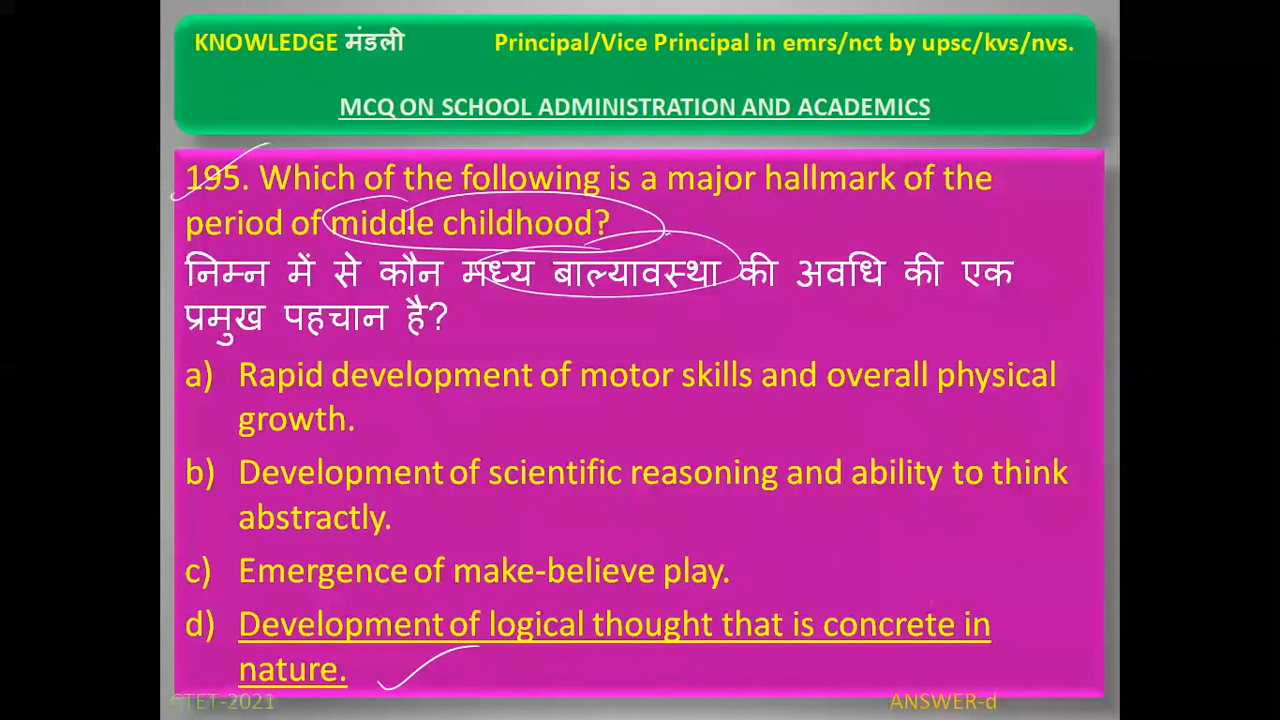 KNOWLEDGE मंडली Principal/Vice Principal in emrs/nct by upsc/kvs/nvs.
MCQ ON SCHOOL ADMINISTRATION AND ACADEMICS
195. Which of the following is a major hallmark of the
period of middle childhood?
निम्न में से कौन मध्य बाल्यावस्था की अवधि की एक
प्रमुख पहचान है?
a) Rapid development of motor skills and overall physical
growth.
b) Development of scientific reasoning and ability to think
abstractly.
c) Emergence of make-believe play.
d) Development of logical thought that is concrete in
nature.
CTET-2021 ANSWER-d